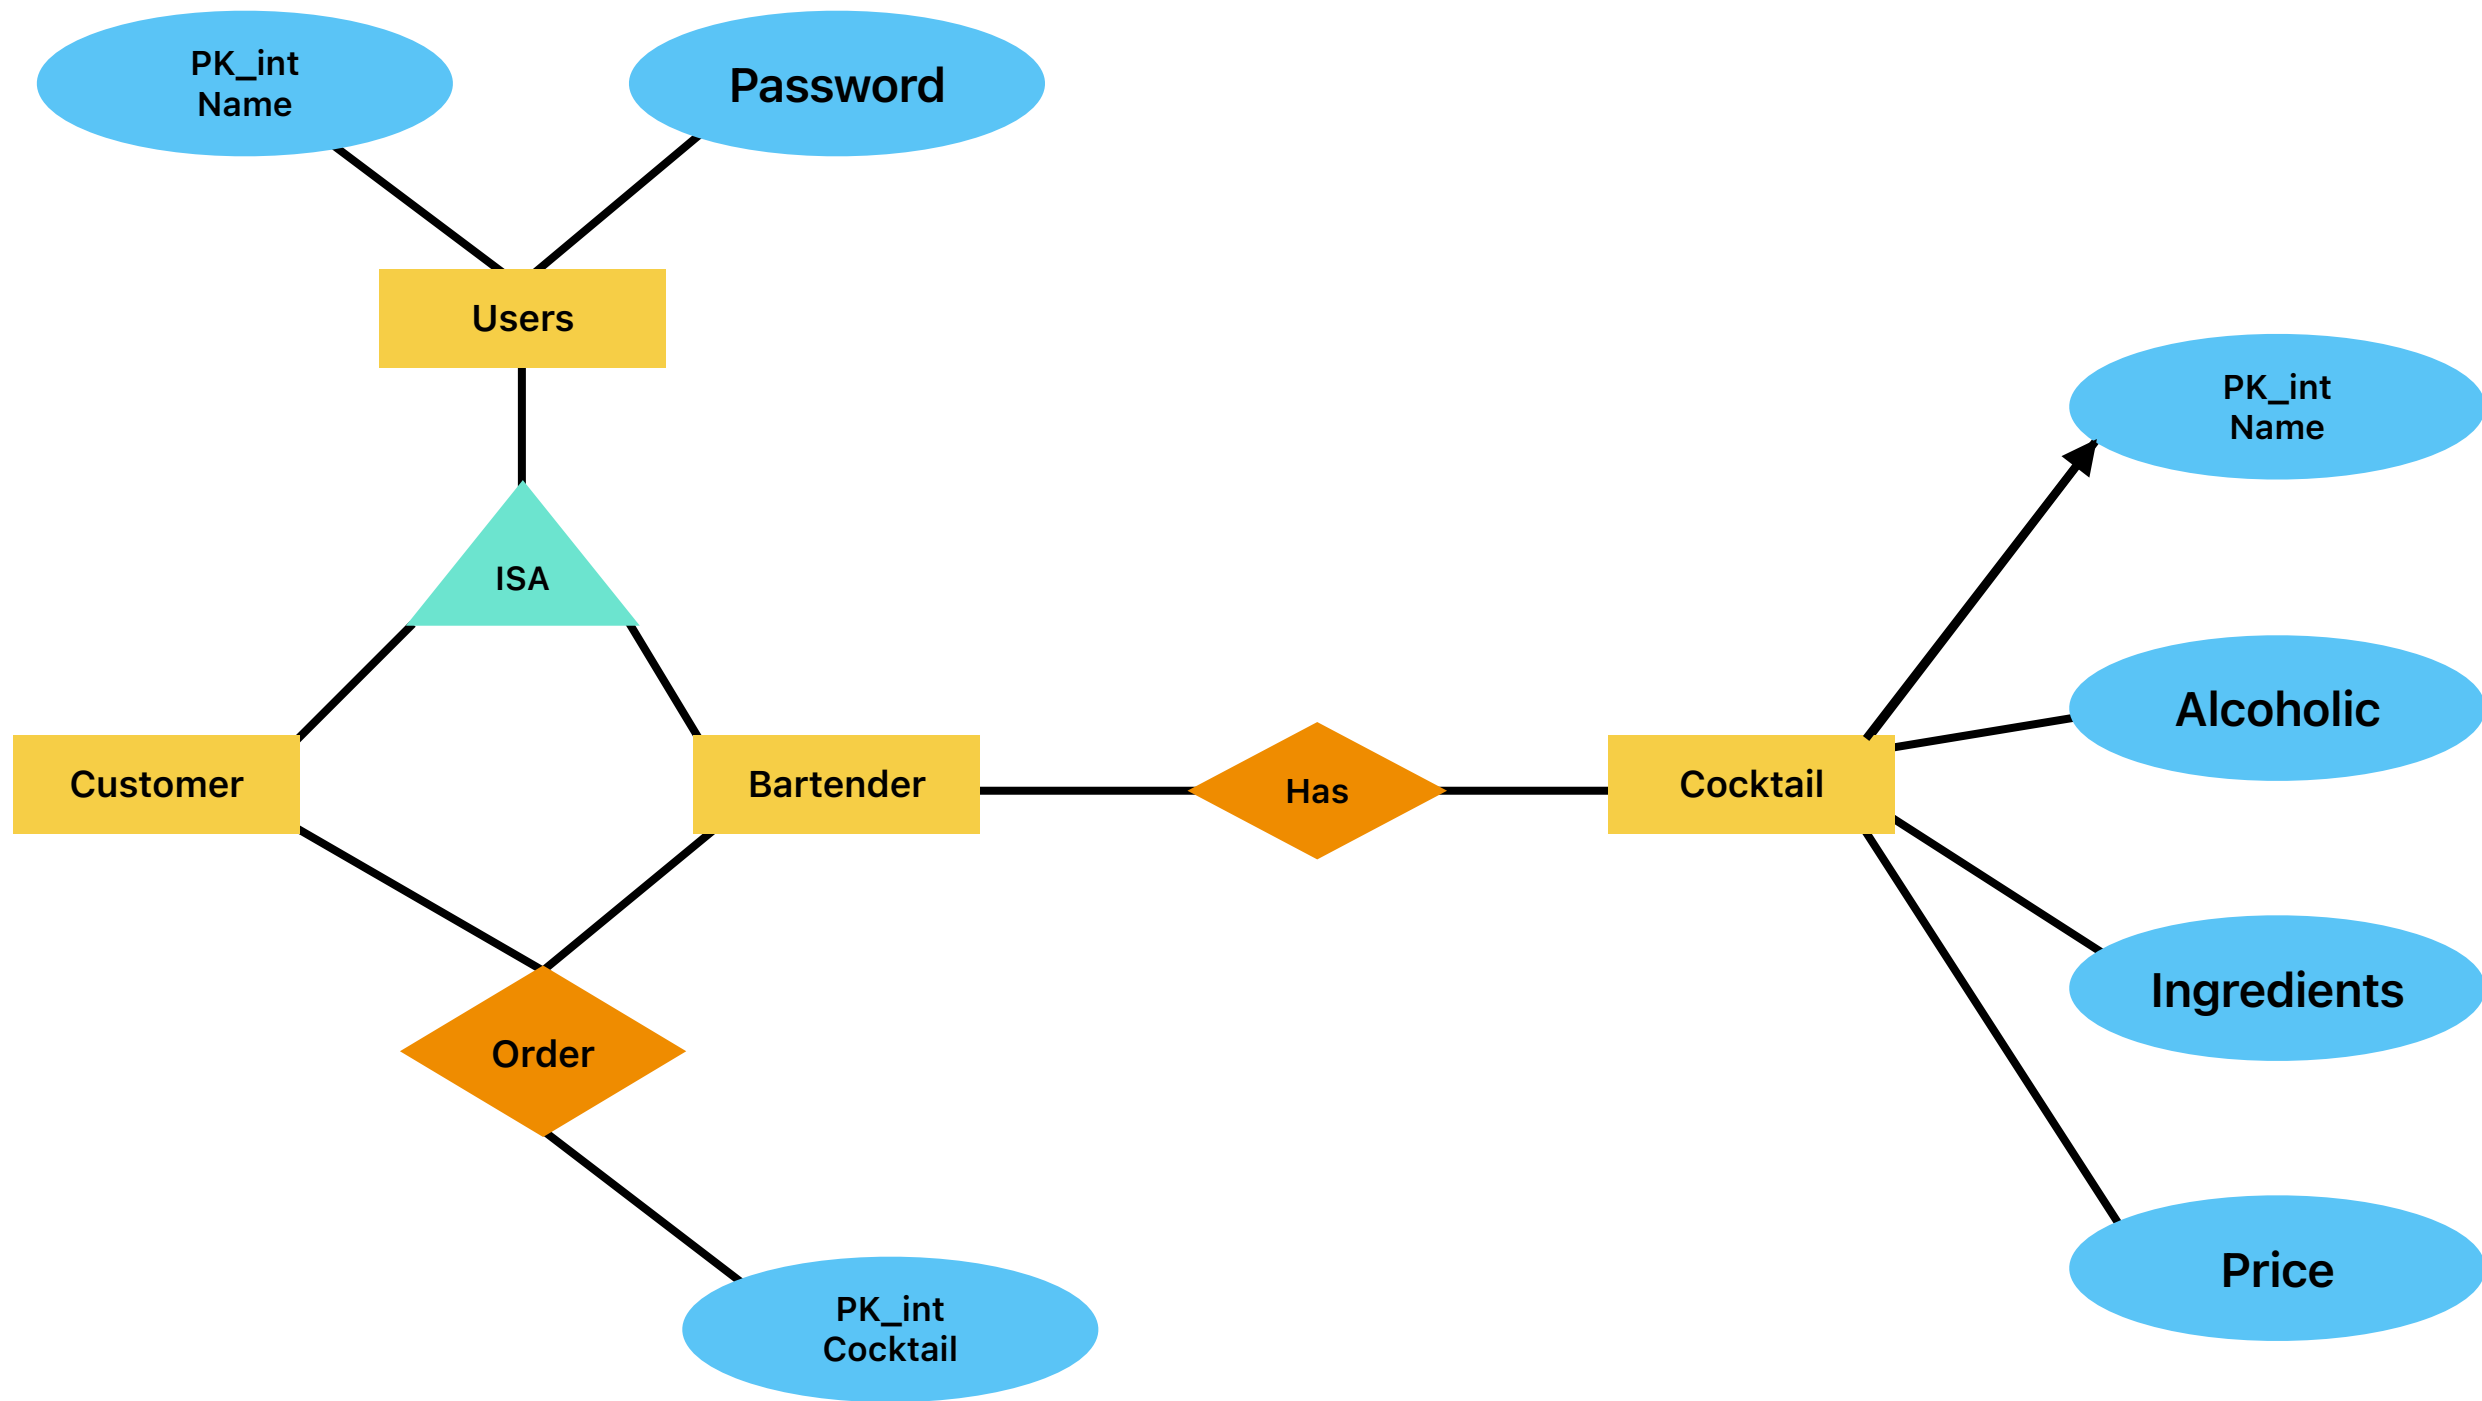 PK_int
Name
Password
Users
PK_int
Name
ISA
Alcoholic
Customer
Bartender
Has
Cocktail
Ingredients
Order
Price
PK_int
Cocktail